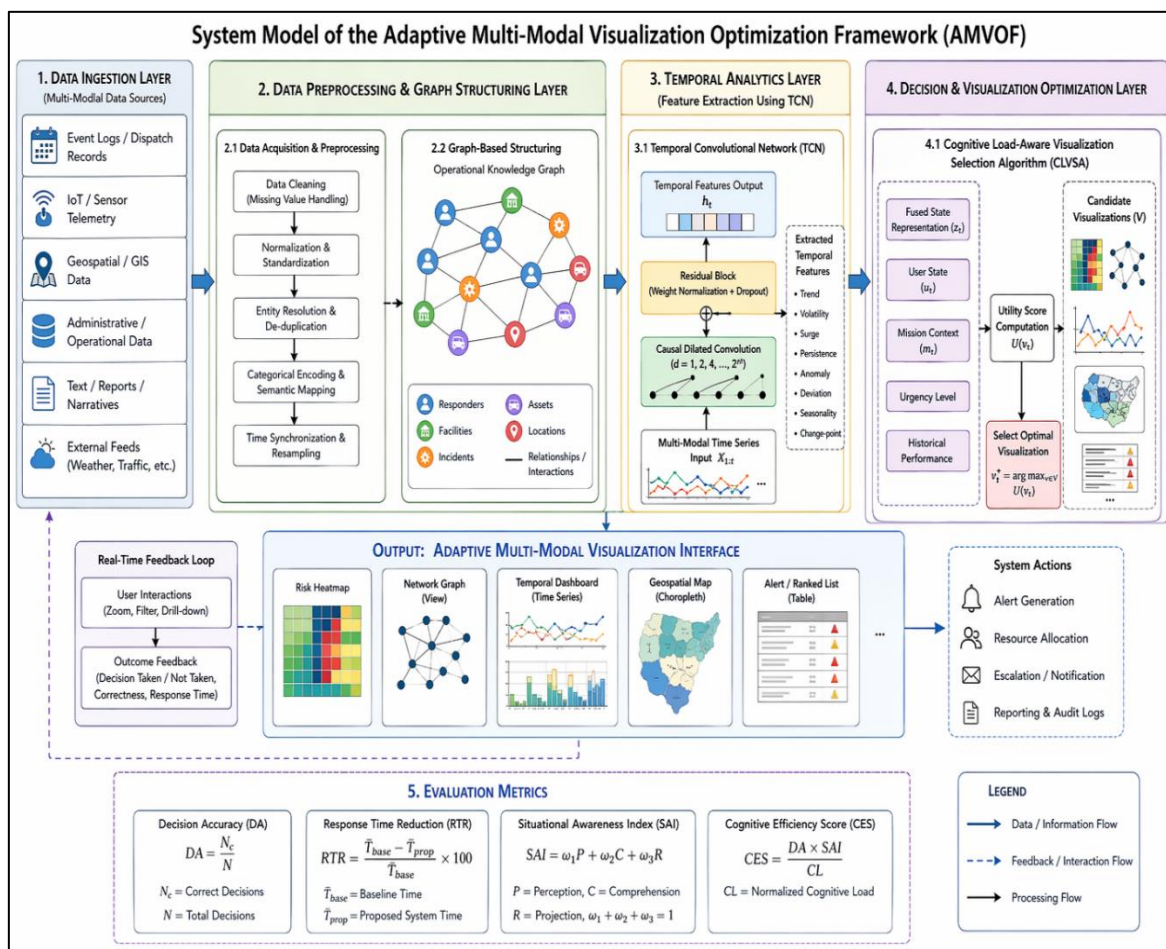 System Model of the Adaptive Multi-Modal Visualization Optimization Framework (AMVOF)
1. DATA INGESTION LAYER
(Multi-Modlal Data Sources)
Event Logs / Dispatch
Records
IoT / Sensor
Telemetry
Geospatial / GIS
Data
Administrative /
Operational Data
Text / Reports /
Narratives
External Feeds
(Weather, Traffic, etc.)
2. DATA PREPROCESSING & GRAPH STRUCTURING LAYER
2.1 Data Acquisition & Preprocessing
Data Cleaning
(Missing Value Handling)
Normalization &
Standardization
Entity Resolution &
De-duplication
Categorical Encoding &
Semantic Mapping
Time Synchronization &
Resampling
2.2 Graph-Based Structuring
Operational Knowledge Graph
Responders
Assets
Facilities
Locations
Incidents
Relationships /
Interactions
3. TEMPORAL ANALYTICS LAYER
(Feature Extraction Using TCN)
3.1 Temporal Convolutional Network (TCN)
Temporal Features Output
h_t
Residual Block
(Weight Normalization + Dropout)
Causal Dilated Convolution
Multi-Modal Time Series
Input X_{1:t}
...
Extracted
Temporal
Features
• Trend
• Volatility
• Surge
• Persistence
• Anomaly
• Deviation
• Seasonality
• Change-point
4. DECISION & VISUALIZATION OPTIMIZATION LAYER
4.1 Cognitive Load-Aware Visualization
Selection Algorithm (CLVSA)
Fused State
Representation (z_t)
User State
(u_t)
Mission Context
(m_t)
Urgency Level
Historical
Performance
Utility Score
Computation
U(v_t)
Select Optimal
Visualization
v_t^* = arg max_{v∈V}
U(v_t)
Candidate
Visualizations (V)
...
Real-Time Feedback Loop
User Interactions
(Zoom, Filter, Drill-down)
Outcome Feedback
(Decision Taken / Not Taken,
Correctness, Response Time)
OUTPUT: ADAPTIVE MULTI-MODAL VISUALIZATION INTERFACE
Risk Heatmap
Network Graph
(View)
Temporal Dashboard
(Time Series)
Geospatial Map
(Choropleth)
Alert / Ranked List
(Table)
...
System Actions
Alert Generation
Resource Allocation
Escalation / Notification
Reporting & Audit Logs
5. EVALUATION METRICS
Decision Accuracy (DA)
DA = N_c / N
N_c = Correct Decisions
N = Total Decisions
Response Time Reduction (RTR)
RTR = (T̄_base − T̄_prop) / T̄_base × 100
T̄_base = Baseline Time
T̄_prop = Proposed System Time
Situational Awareness Index (SAI)
SAI = ω₁P + ω₂C + ω₃R
P = Perception, C = Comprehension
R = Projection, ω₁ + ω₂ + ω₃ = 1
Cognitive Efficiency Score (CES)
CES = (DA × SAI) / CL
CL = Normalized Cognitive Load
LEGEND
Data / Information Flow
Feedback / Interaction Flow
Processing Flow